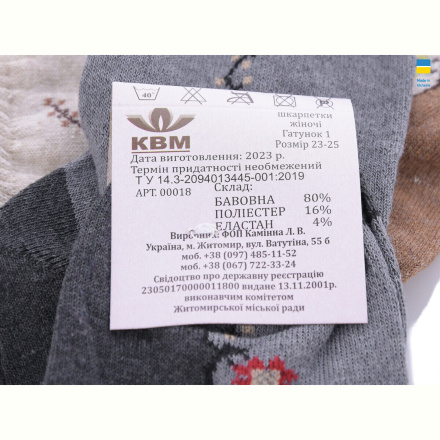 40°
КВМ
шкарпетки
жіночі
Гатунок 1
Розмір 23-25
Дата виготовлення: 2023 р.
Термін придатності необмежений
Т У 14.3-2094013445-001:2019
АРТ. 00018
Склад:
БАВОВНА 80%
ПОЛІЕСТЕР 16%
ЕЛАСТАН 4%
ФОП Камінна Л. В.
Україна, м. Житомир, вул. Ватутіна, 55 б
моб. +38 (097) 485-11-52
моб. +38 (067) 722-33-24
Свідоцтво про державну реєстрацію
23050170000011800 видане 13.11.2001р.
виконавчим комітетом
Житомирської міської ради